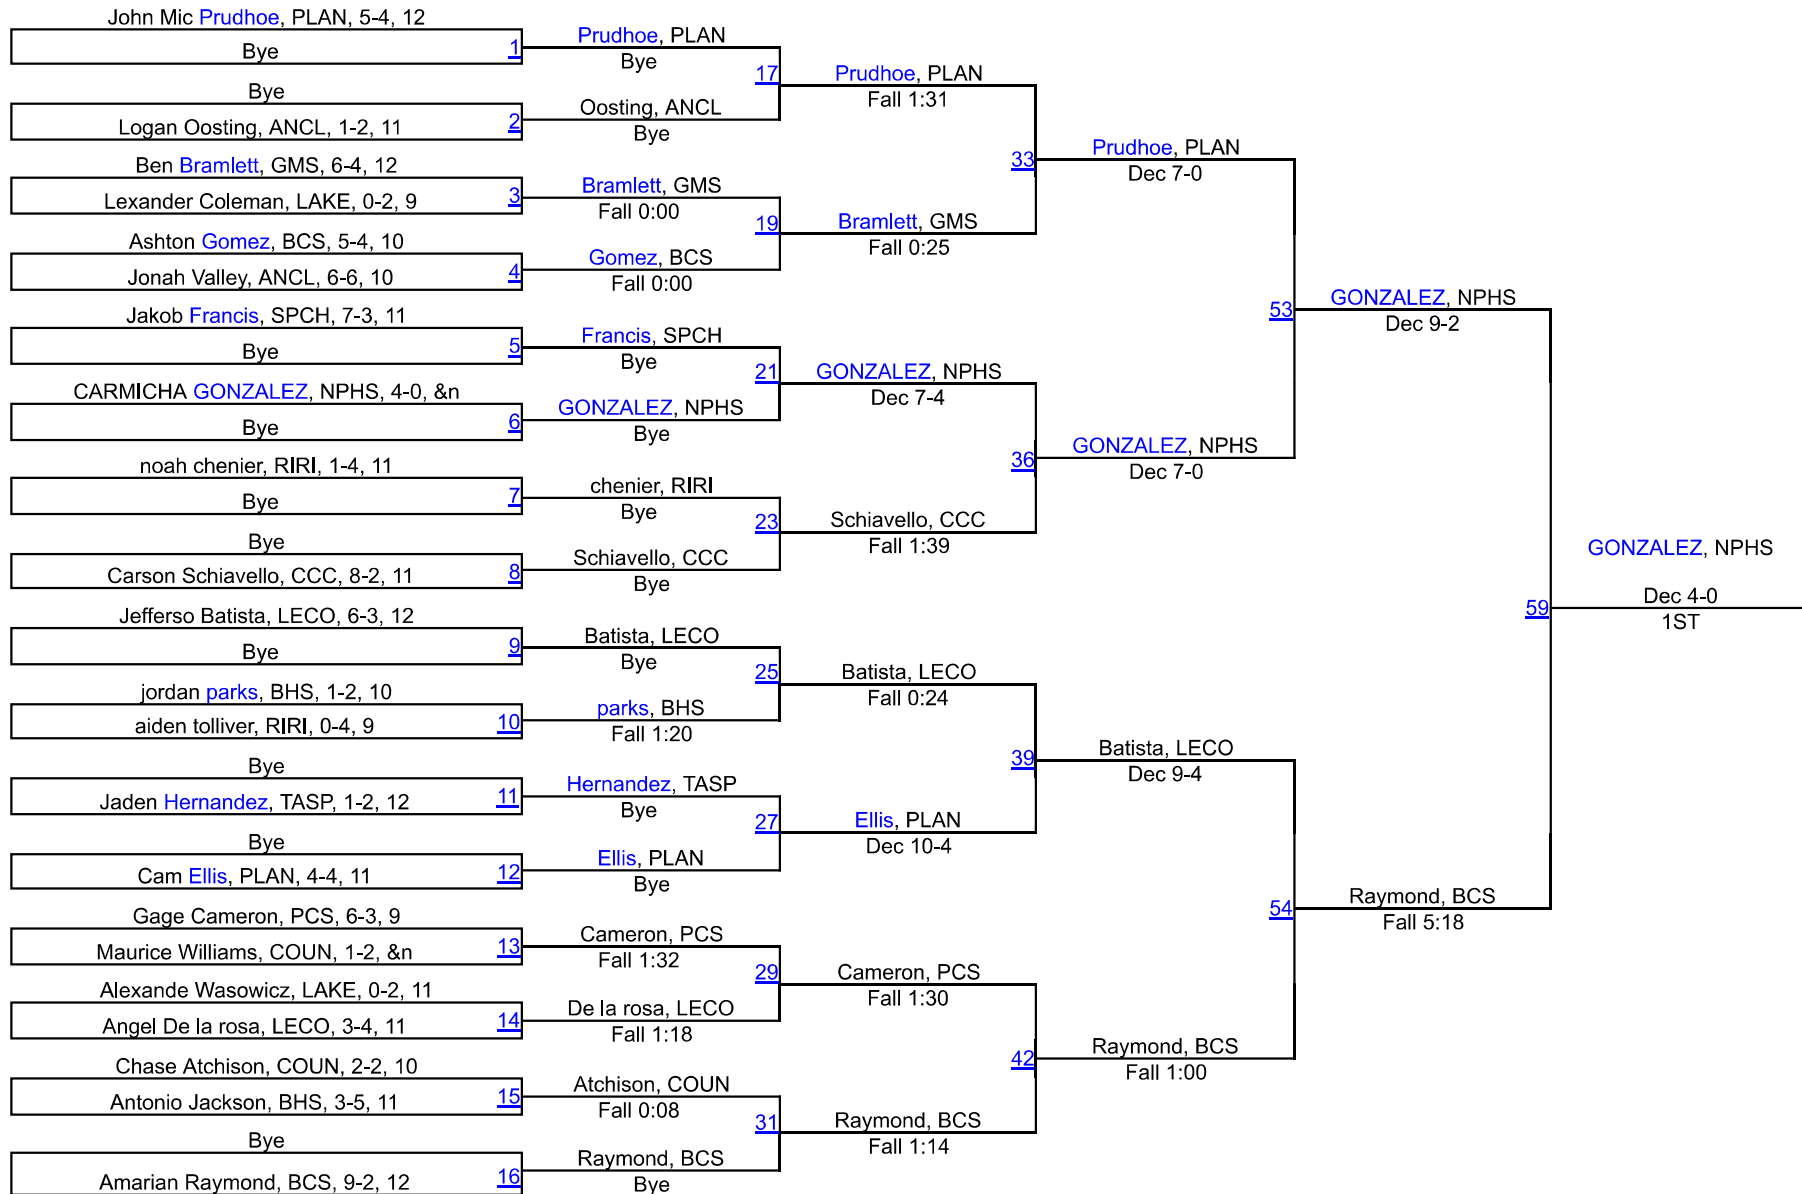 John Mic Prudhoe, PLAN, 5-4, 12
Bye
1
Bye
Logan Oosting, ANCL, 1-2, 11
2
Ben Bramlett, GMS, 6-4, 12
Lexander Coleman, LAKE, 0-2, 9
3
Ashton Gomez, BCS, 5-4, 10
Jonah Valley, ANCL, 6-6, 10
4
Jakob Francis, SPCH, 7-3, 11
Bye
5
CARMICHA GONZALEZ, NPHS, 4-0, &n
Bye
6
noah chenier, RIRI, 1-4, 11
Bye
7
Bye
Carson Schiavello, CCC, 8-2, 11
8
Jefferso Batista, LECO, 6-3, 12
Bye
9
jordan parks, BHS, 1-2, 10
aiden tolliver, RIRI, 0-4, 9
10
Bye
Jaden Hernandez, TASP, 1-2, 12
11
Bye
Cam Ellis, PLAN, 4-4, 11
12
Gage Cameron, PCS, 6-3, 9
Maurice Williams, COUN, 1-2, &n
13
Alexande Wasowicz, LAKE, 0-2, 11
Angel De la rosa, LECO, 3-4, 11
14
Chase Atchison, COUN, 2-2, 10
Antonio Jackson, BHS, 3-5, 11
15
Bye
Amarian Raymond, BCS, 9-2, 12
16
Prudhoe, PLAN
Bye
17
Oosting, ANCL
Bye
Bramlett, GMS
Fall 0:00
19
Gomez, BCS
Fall 0:00
Francis, SPCH
Bye
21
GONZALEZ, NPHS
Bye
chenier, RIRI
Bye
23
Schiavello, CCC
Bye
Batista, LECO
Bye
25
parks, BHS
Fall 1:20
Hernandez, TASP
Bye
27
Ellis, PLAN
Bye
Cameron, PCS
Fall 1:32
29
De la rosa, LECO
Fall 1:18
Atchison, COUN
Fall 0:08
31
Raymond, BCS
Bye
Prudhoe, PLAN
Fall 1:31
33
Bramlett, GMS
Fall 0:25
GONZALEZ, NPHS
Dec 7-4
36
Schiavello, CCC
Fall 1:39
Batista, LECO
Fall 0:24
39
Ellis, PLAN
Dec 10-4
Cameron, PCS
Fall 1:30
42
Raymond, BCS
Fall 1:14
Prudhoe, PLAN
Dec 7-0
53
GONZALEZ, NPHS
Dec 7-0
Batista, LECO
Dec 9-4
54
Raymond, BCS
Fall 1:00
GONZALEZ, NPHS
Dec 9-2
59
Raymond, BCS
Fall 5:18
GONZALEZ, NPHS
Dec 4-0
1ST